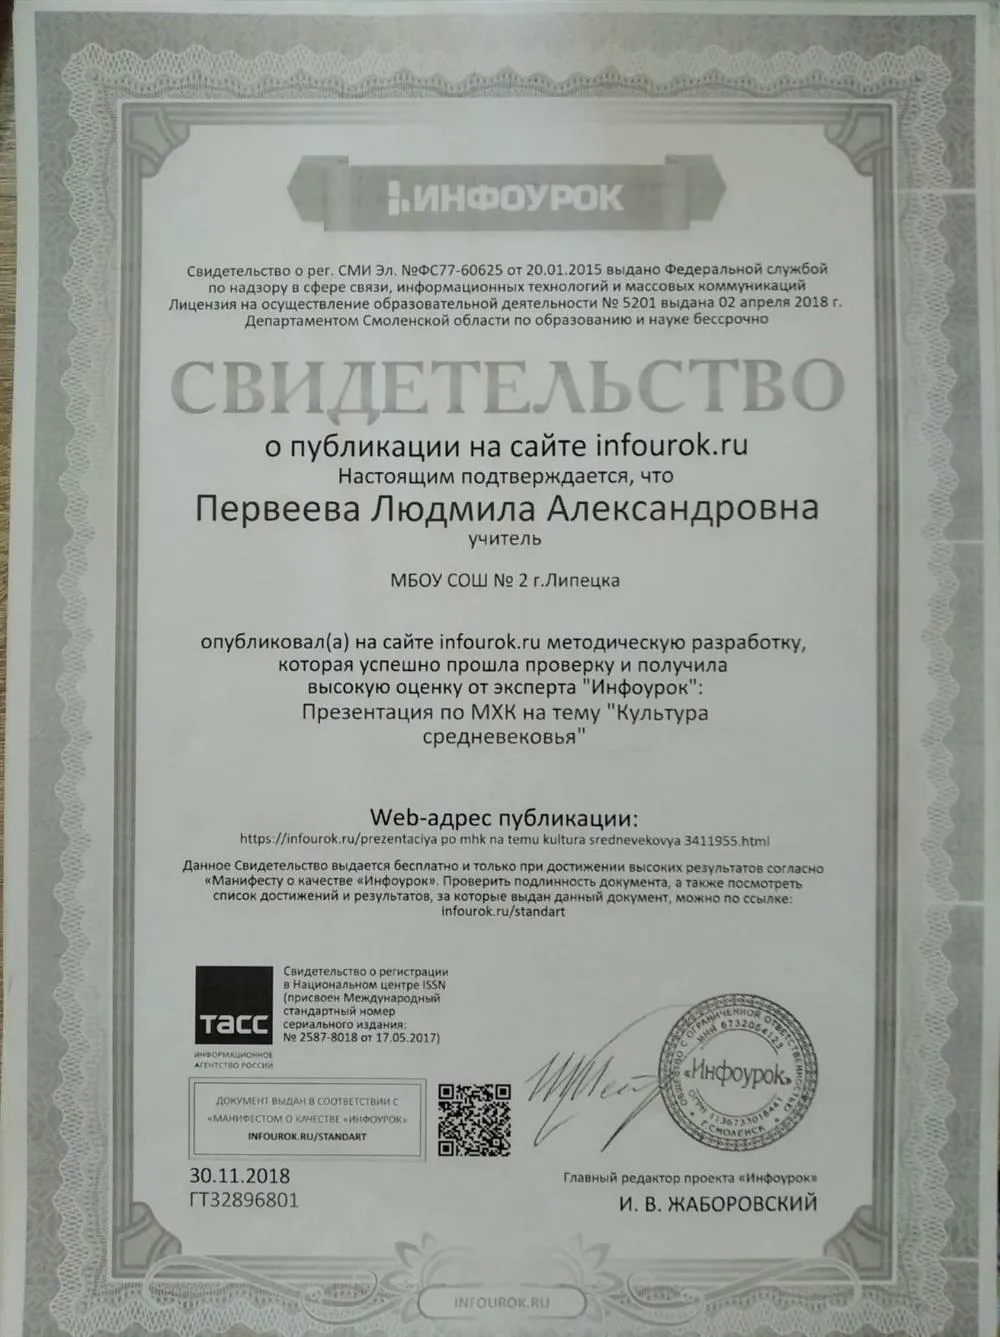 ИНФОУРОК
Свидетельство о рег. СМИ Эл. №ФС77-60625 от 20.01.2015 выдано Федеральной службой
по надзору в сфере связи, информационных технологий и массовых коммуникаций
Лицензия на осуществление образовательной деятельности № 5201 выдана 02 апреля 2018 г.
Департаментом Смоленской области по образованию и науке бессрочно
СВИДЕТЕЛЬСТВО
о публикации на сайте infourok.ru
Настоящим подтверждается, что
Первеева Людмила Александровна
учитель
МБОУ СОШ № 2 г.Липецка
опубликовал(а) на сайте infourok.ru методическую разработку,
которая успешно прошла проверку и получила
высокую оценку от эксперта "Инфоурок":
Презентация по МХК на тему "Культура
средневековья"
Web-адрес публикации:
https://infourok.ru/prezentaciya po mhk na temu kultura srednevekovya 3411955.html
Данное Свидетельство выдается бесплатно и только при достижении высоких результатов согласно
«Манифесту о качестве «Инфоурок». Проверить подлинность документа, а также посмотреть
список достижений и результатов, за которые выдан данный документ, можно по ссылке:
infourok.ru/standart
тасс
ИНФОРМАЦИОННОЕ
АГЕНТСТВО РОССИИ
Свидетельство о регистрации
в Национальном центре ISSN
(присвоен Международный
стандартный номер
сериального издания:
№ 2587-8018 от 17.05.2017)
ДОКУМЕНТ ВЫДАН В СООТВЕТСТВИИ С
«МАНИФЕСТОМ О КАЧЕСТВЕ «ИНФОУРОК»
INFOUROK.RU/STANDART
ОБЩЕСТВО С ОГРАНИЧЕННОЙ ОТВЕТСТВЕННОСТЬЮ
ИНН 6732064123
«Инфоурок»
ОГРН 1136733016441
Г. СМОЛЕНСК
30.11.2018
ГТ32896801
Главный редактор проекта «Инфоурок»
И. В. ЖАБОРОВСКИЙ
INFOUROK.RU